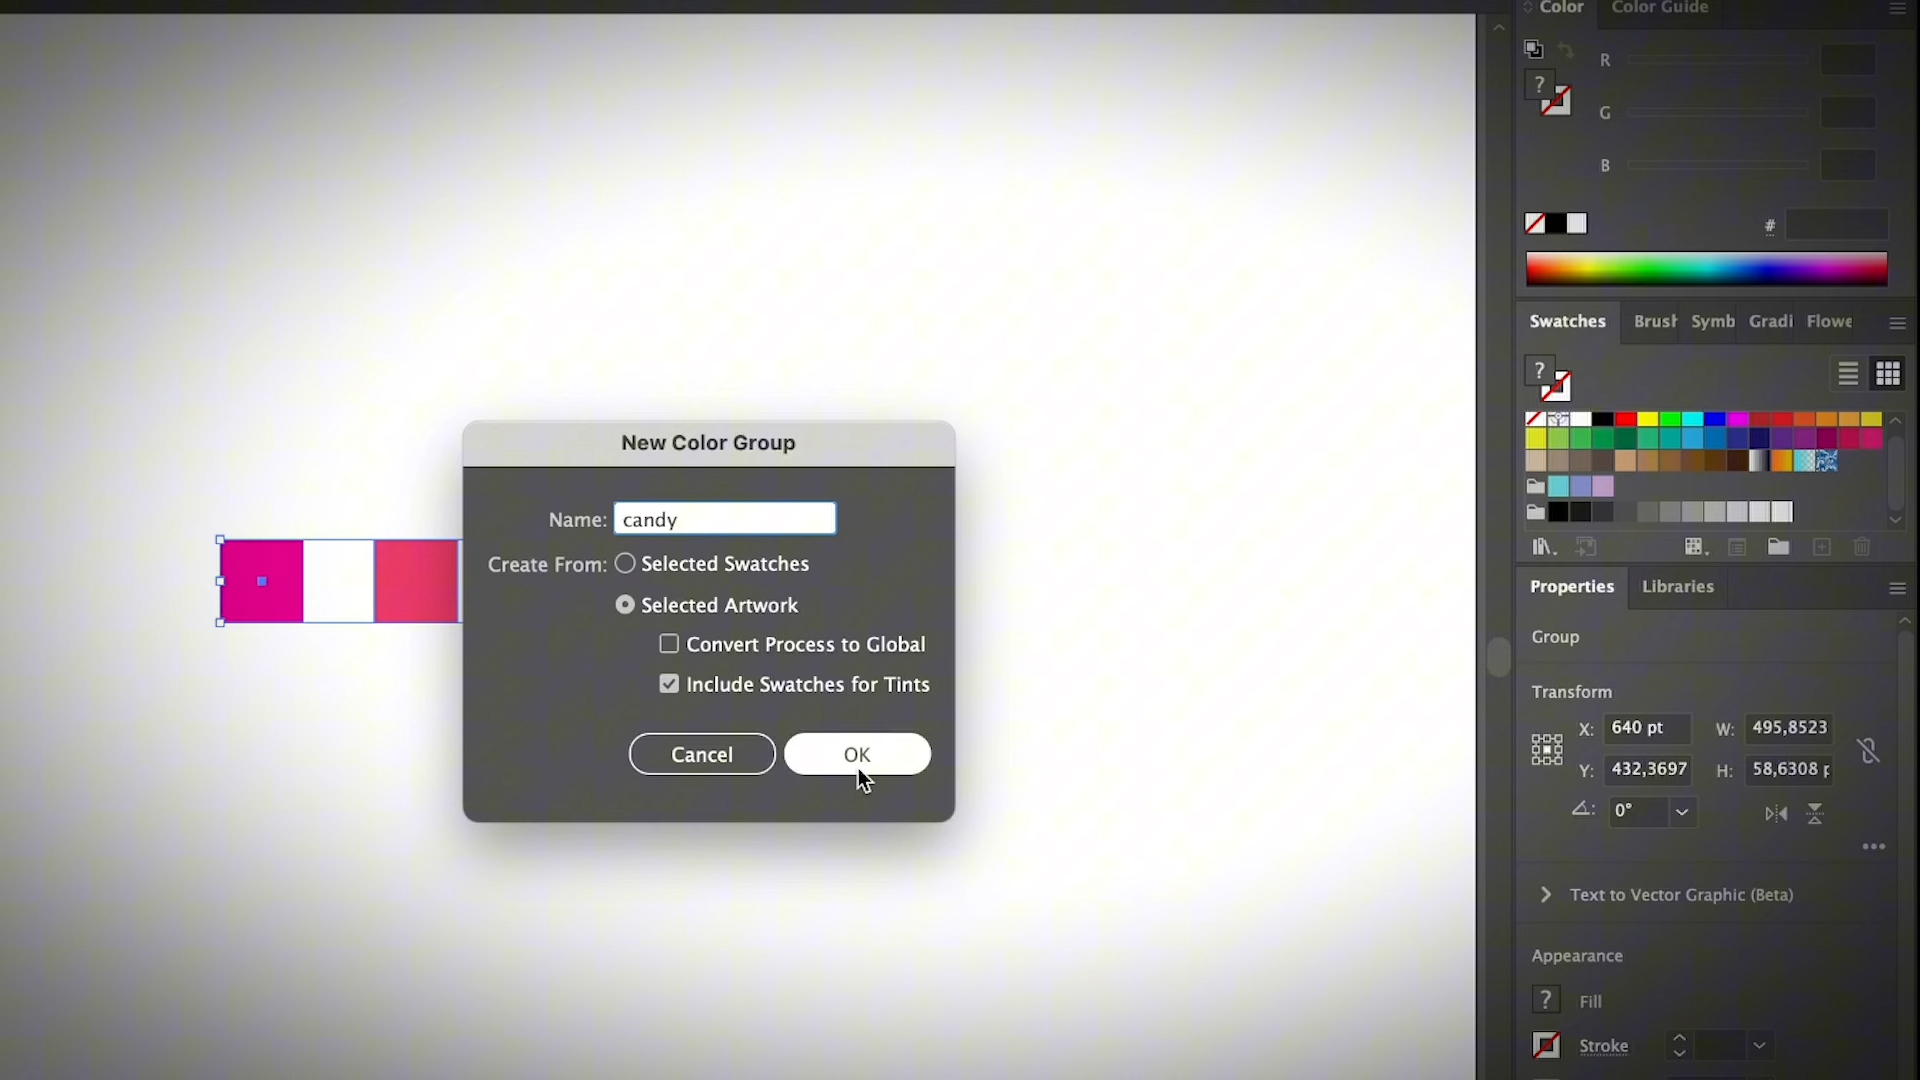 Color Color Guide
R
G
B
#
Swatches Brush Symb Gradi Flowe
?
?
New Color Group
Name: candy
Create From: Selected Swatches
Selected Artwork
Convert Process to Global
Include Swatches for Tints
Cancel OK
Properties Libraries
Group
Transform
X: 640 pt W: 495,8523
Y: 432,3697 H: 58,6308 p
0°
Text to Vector Graphic (Beta)
Appearance
? Fill
Stroke